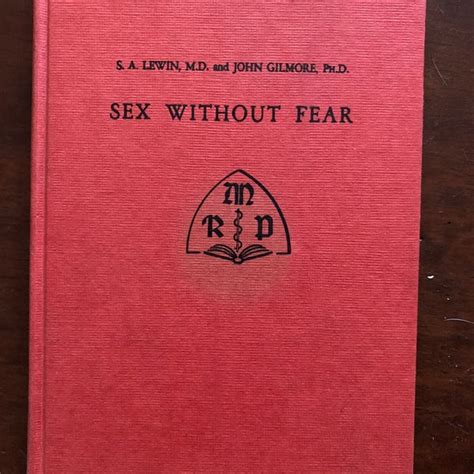 S. A. LEWIN, M.D. and JOHN GILMORE, PH.D.
SEX WITHOUT FEAR
M
R P